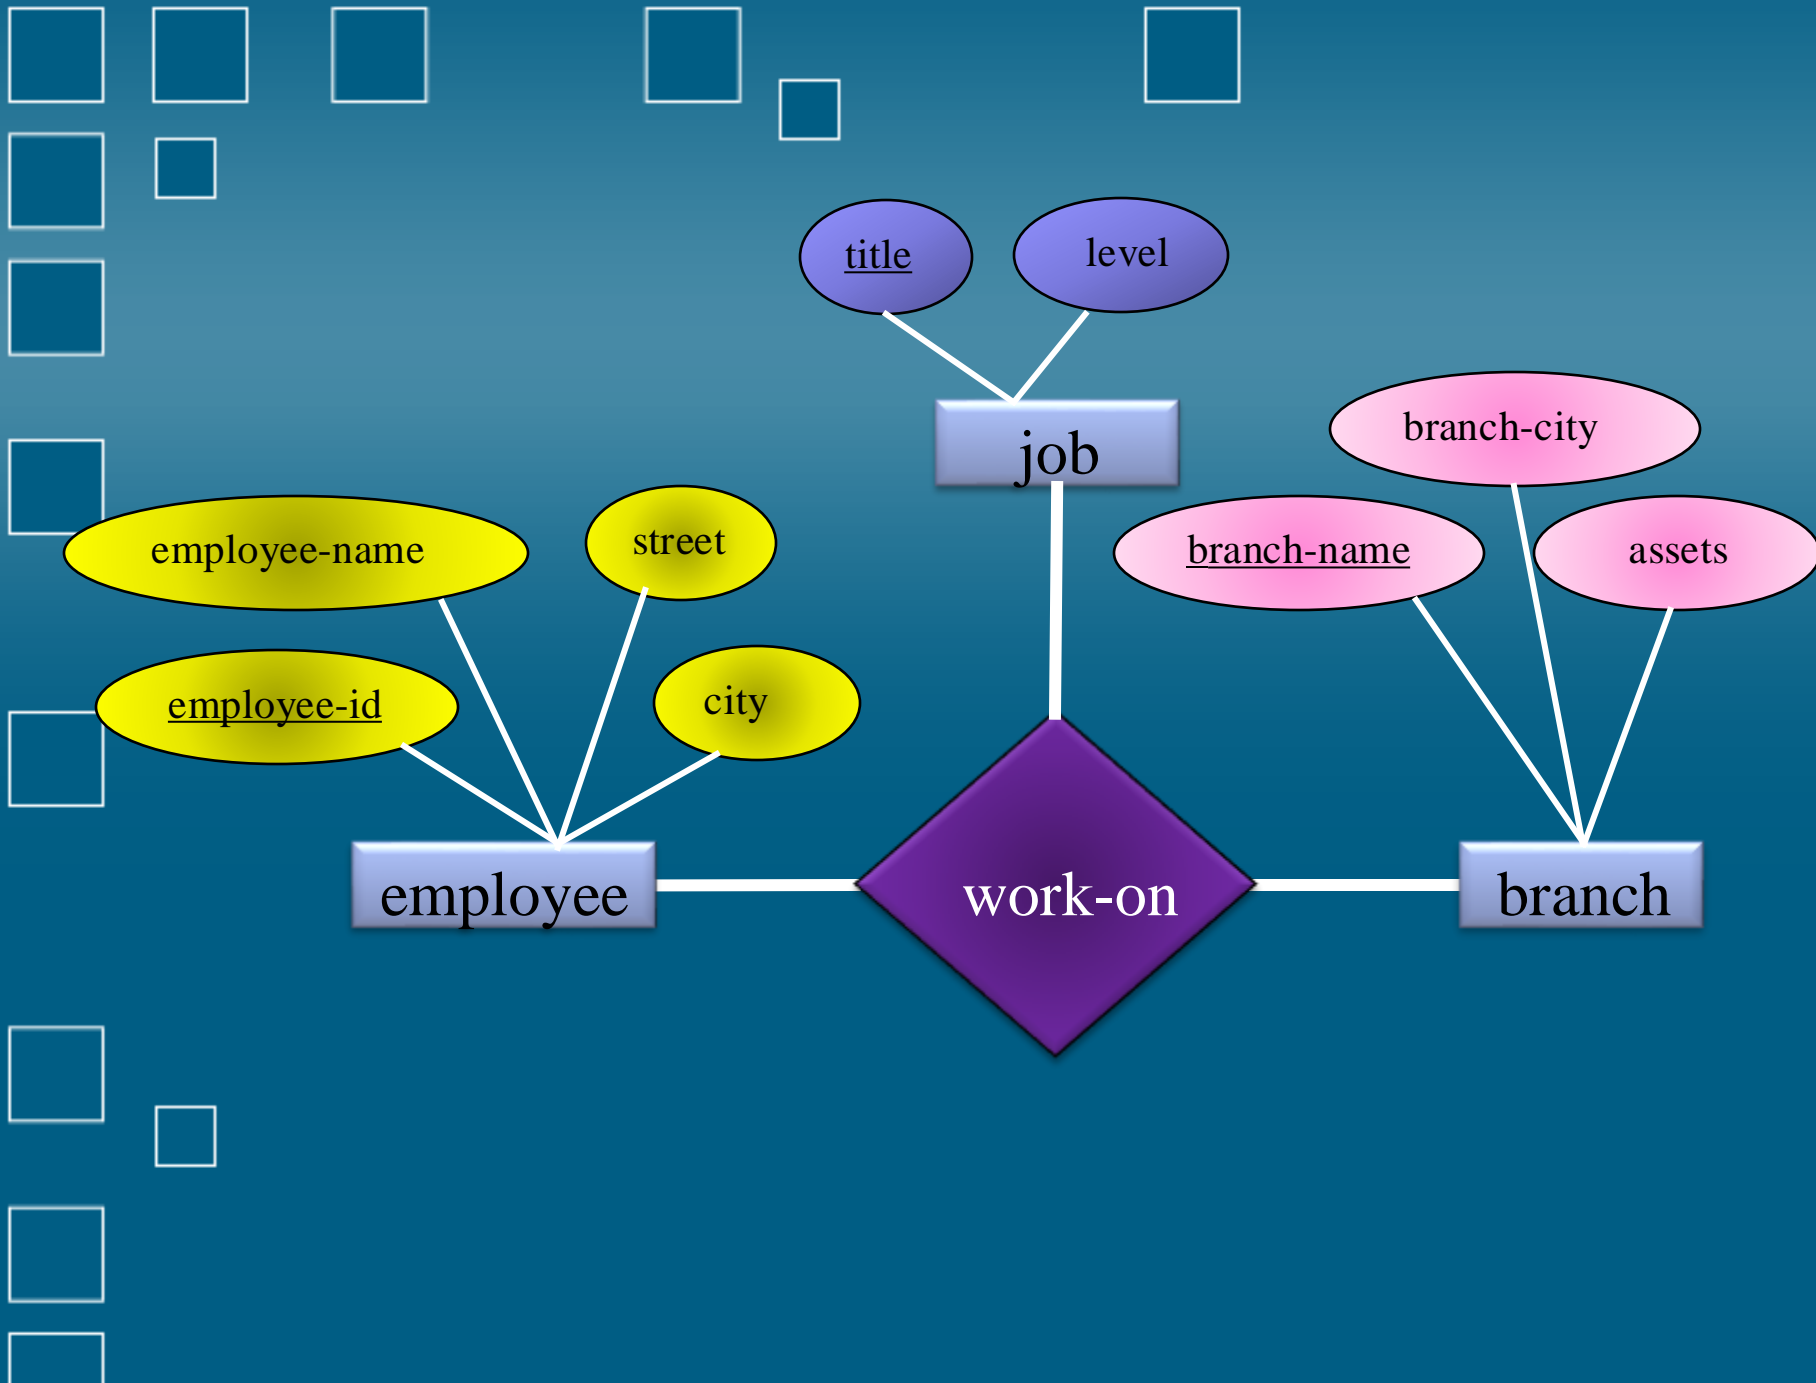 title
level
job
branch-city
employee-name
street
branch-name
assets
employee-id
city
employee
work-on
branch